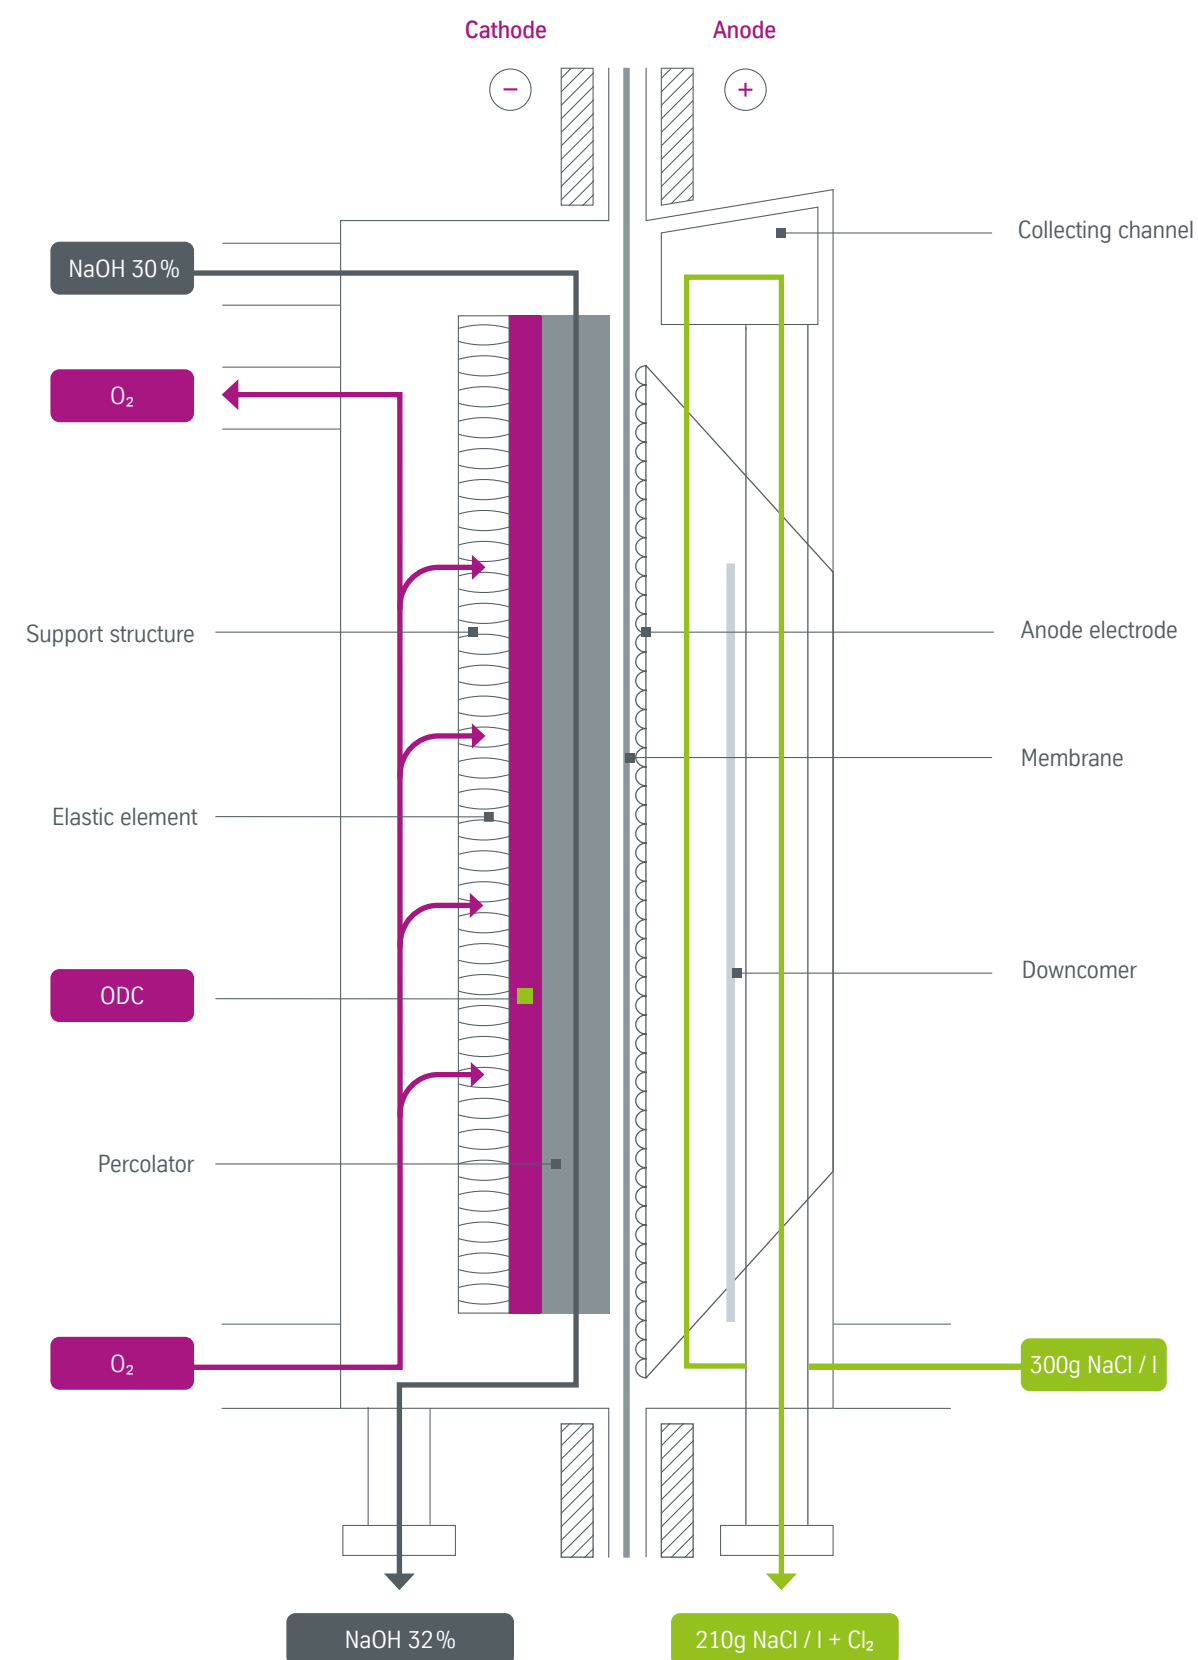 Cathode
Anode
−
+
Collecting channel
NaOH 30%
O₂
Support structure
Anode electrode
Membrane
Elastic element
Downcomer
ODC
Percolator
O₂
300g NaCl / l
NaOH 32%
210g NaCl / l + Cl₂